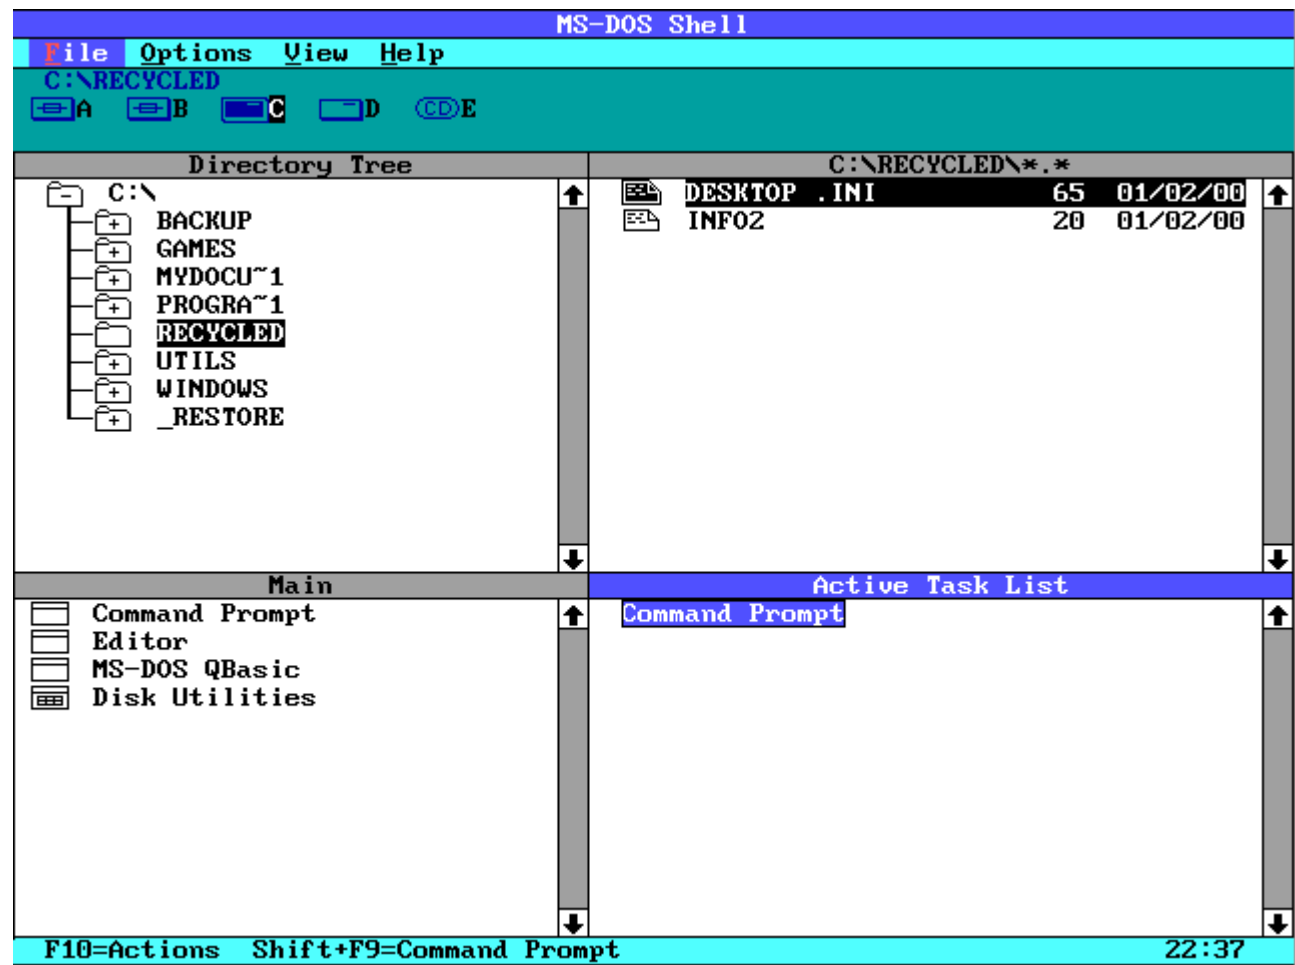 MS-DOS Shell
File Options View Help
C:\RECYCLED
A B C D CD E
Directory Tree
C:\
BACKUP
GAMES
MYDOCU~1
PROGRA~1
RECYCLED
UTILS
WINDOWS
_RESTORE
C:\RECYCLED\*.*
DESKTOP .INI 65 01/02/00
INFO2 20 01/02/00
Main
Command Prompt
Editor
MS-DOS QBasic
Disk Utilities
Active Task List
Command Prompt
F10=Actions Shift+F9=Command Prompt 22:37